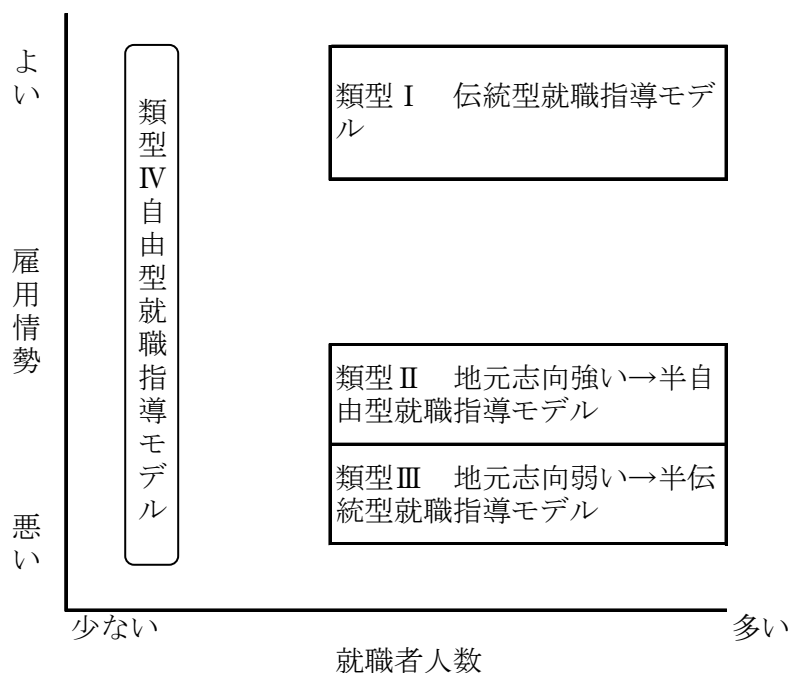 よい
雇用情勢
悪い
類型Ⅳ自由型就職指導モデル
類型Ⅰ　伝統型就職指導モデ
ル
類型Ⅱ　地元志向強い→半自
由型就職指導モデル
類型Ⅲ　地元志向弱い→半伝
統型就職指導モデル
少ない
多い
就職者人数